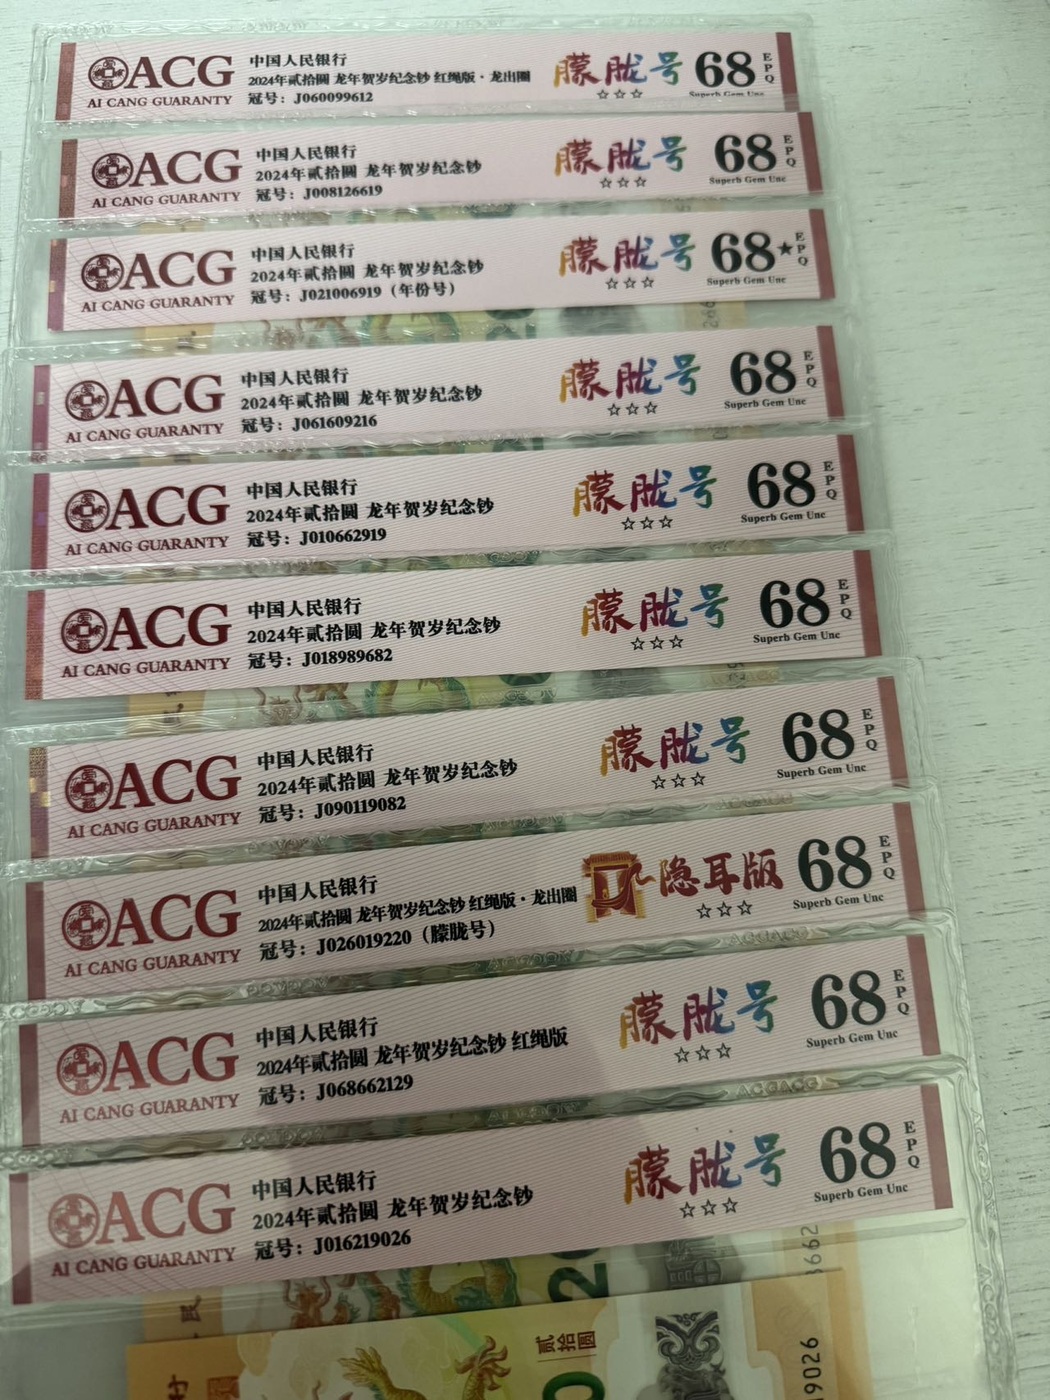 ACG
AI CANG GUARANTY
中国人民银行
2024年贰拾圆 龙年贺岁纪念钞 红绳版·龙出圈
冠号：J060099612
朦胧号
☆☆☆
68
EPQ
Superb Gem Unc
ACG
AI CANG GUARANTY
中国人民银行
2024年贰拾圆 龙年贺岁纪念钞
冠号：J008126619
朦胧号
☆☆☆
68
EPQ
Superb Gem Unc
ACG
AI CANG GUARANTY
中国人民银行
2024年贰拾圆 龙年贺岁纪念钞
冠号：J021006919（年份号）
朦胧号
☆☆☆
68★
EPQ
Superb Gem Unc
ACG
AI CANG GUARANTY
中国人民银行
2024年贰拾圆 龙年贺岁纪念钞
冠号：J061609216
朦胧号
☆☆☆
68
EPQ
Superb Gem Unc
ACG
AI CANG GUARANTY
中国人民银行
2024年贰拾圆 龙年贺岁纪念钞
冠号：J010662919
朦胧号
☆☆☆
68
EPQ
Superb Gem Unc
ACG
AI CANG GUARANTY
中国人民银行
2024年贰拾圆 龙年贺岁纪念钞
冠号：J018989682
朦胧号
☆☆☆
68
EPQ
Superb Gem Unc
ACG
AI CANG GUARANTY
中国人民银行
2024年贰拾圆 龙年贺岁纪念钞
冠号：J090119082
朦胧号
☆☆☆
68
EPQ
Superb Gem Unc
ACG
AI CANG GUARANTY
中国人民银行
2024年贰拾圆 龙年贺岁纪念钞 红绳版·龙出圈
冠号：J026019220（朦胧号）
隐耳版
☆☆☆
68
EPQ
Superb Gem Unc
ACG
AI CANG GUARANTY
中国人民银行
2024年贰拾圆 龙年贺岁纪念钞 红绳版
冠号：J068662129
朦胧号
☆☆☆
68
EPQ
Superb Gem Unc
ACG
AI CANG GUARANTY
中国人民银行
2024年贰拾圆 龙年贺岁纪念钞
冠号：J016219026
朦胧号
☆☆☆
68
EPQ
Superb Gem Unc
民
贰拾圆
9026